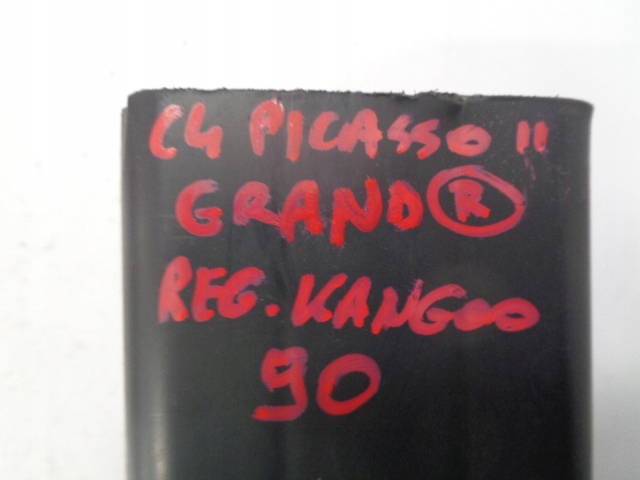 C4 PICASSO II
GRAND R
REG. KANGOO
90